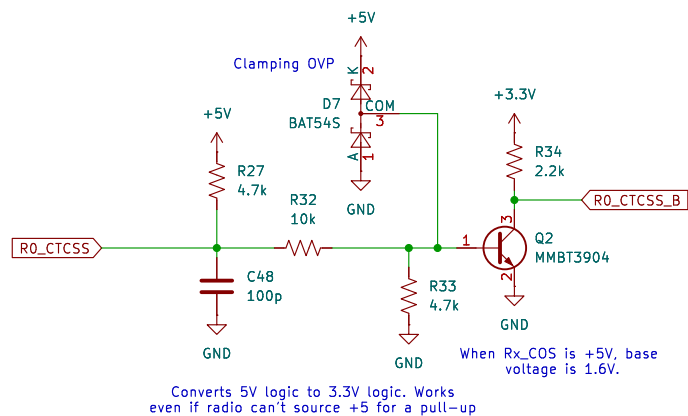 +5V
Clamping OVP
K
2
D7
COM
+3.3V
BAT54S
3
+5V
A
1
R34
2.2k
R27
4.7k
GND
R32
10k
R0_CTCSS_B
3
R0_CTCSS
1
Q2
MMBT3904
2
C48
100p
R33
4.7k
GND
GND
GND
When Rx_COS is +5V, base
voltage is 1.6V.
Converts 5V logic to 3.3V logic. Works
even if radio can't source +5 for a pull-up